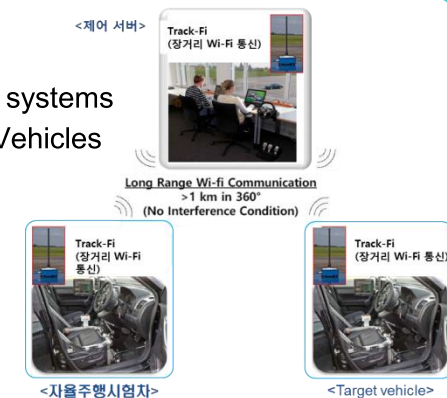 <제어 서버>
Track-Fi
(장거리 Wi-Fi 통신)
systems
Vehicles
Long Range Wi-fi Communication
>1 km in 360°
(No Interference Condition)
Track-Fi
(장거리 Wi-Fi
통신)
Track-Fi
(장거리 Wi-Fi 통신)
<자율주행시험차>
<Target vehicle>